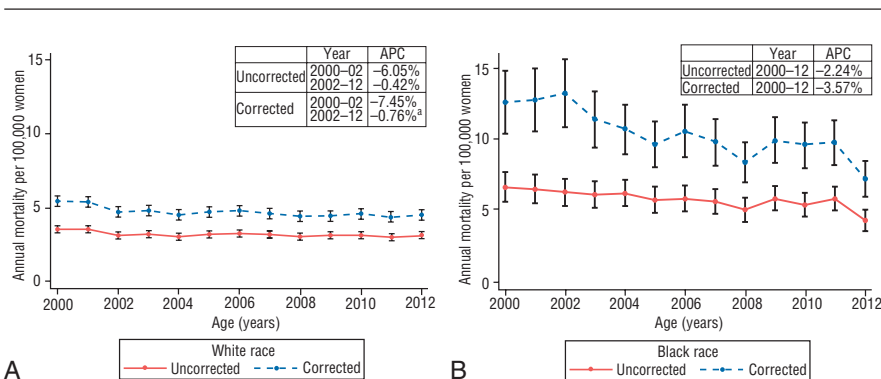 Year APC
Uncorrected 2000–02 –6.05%
2002–12 –0.42%
Corrected 2000–02 –7.45%
2002–12 –0.76%a
Annual mortality per 100,000 women
15
10
5
0
2000 2002 2004 2006 2008 2010 2012
Age (years)
White race
Uncorrected Corrected
A
Year APC
Uncorrected 2000–12 –2.24%
Corrected 2000–12 –3.57%
Annual mortality per 100,000 women
15
10
5
0
2000 2002 2004 2006 2008 2010 2012
Age (years)
Black race
Uncorrected Corrected
B